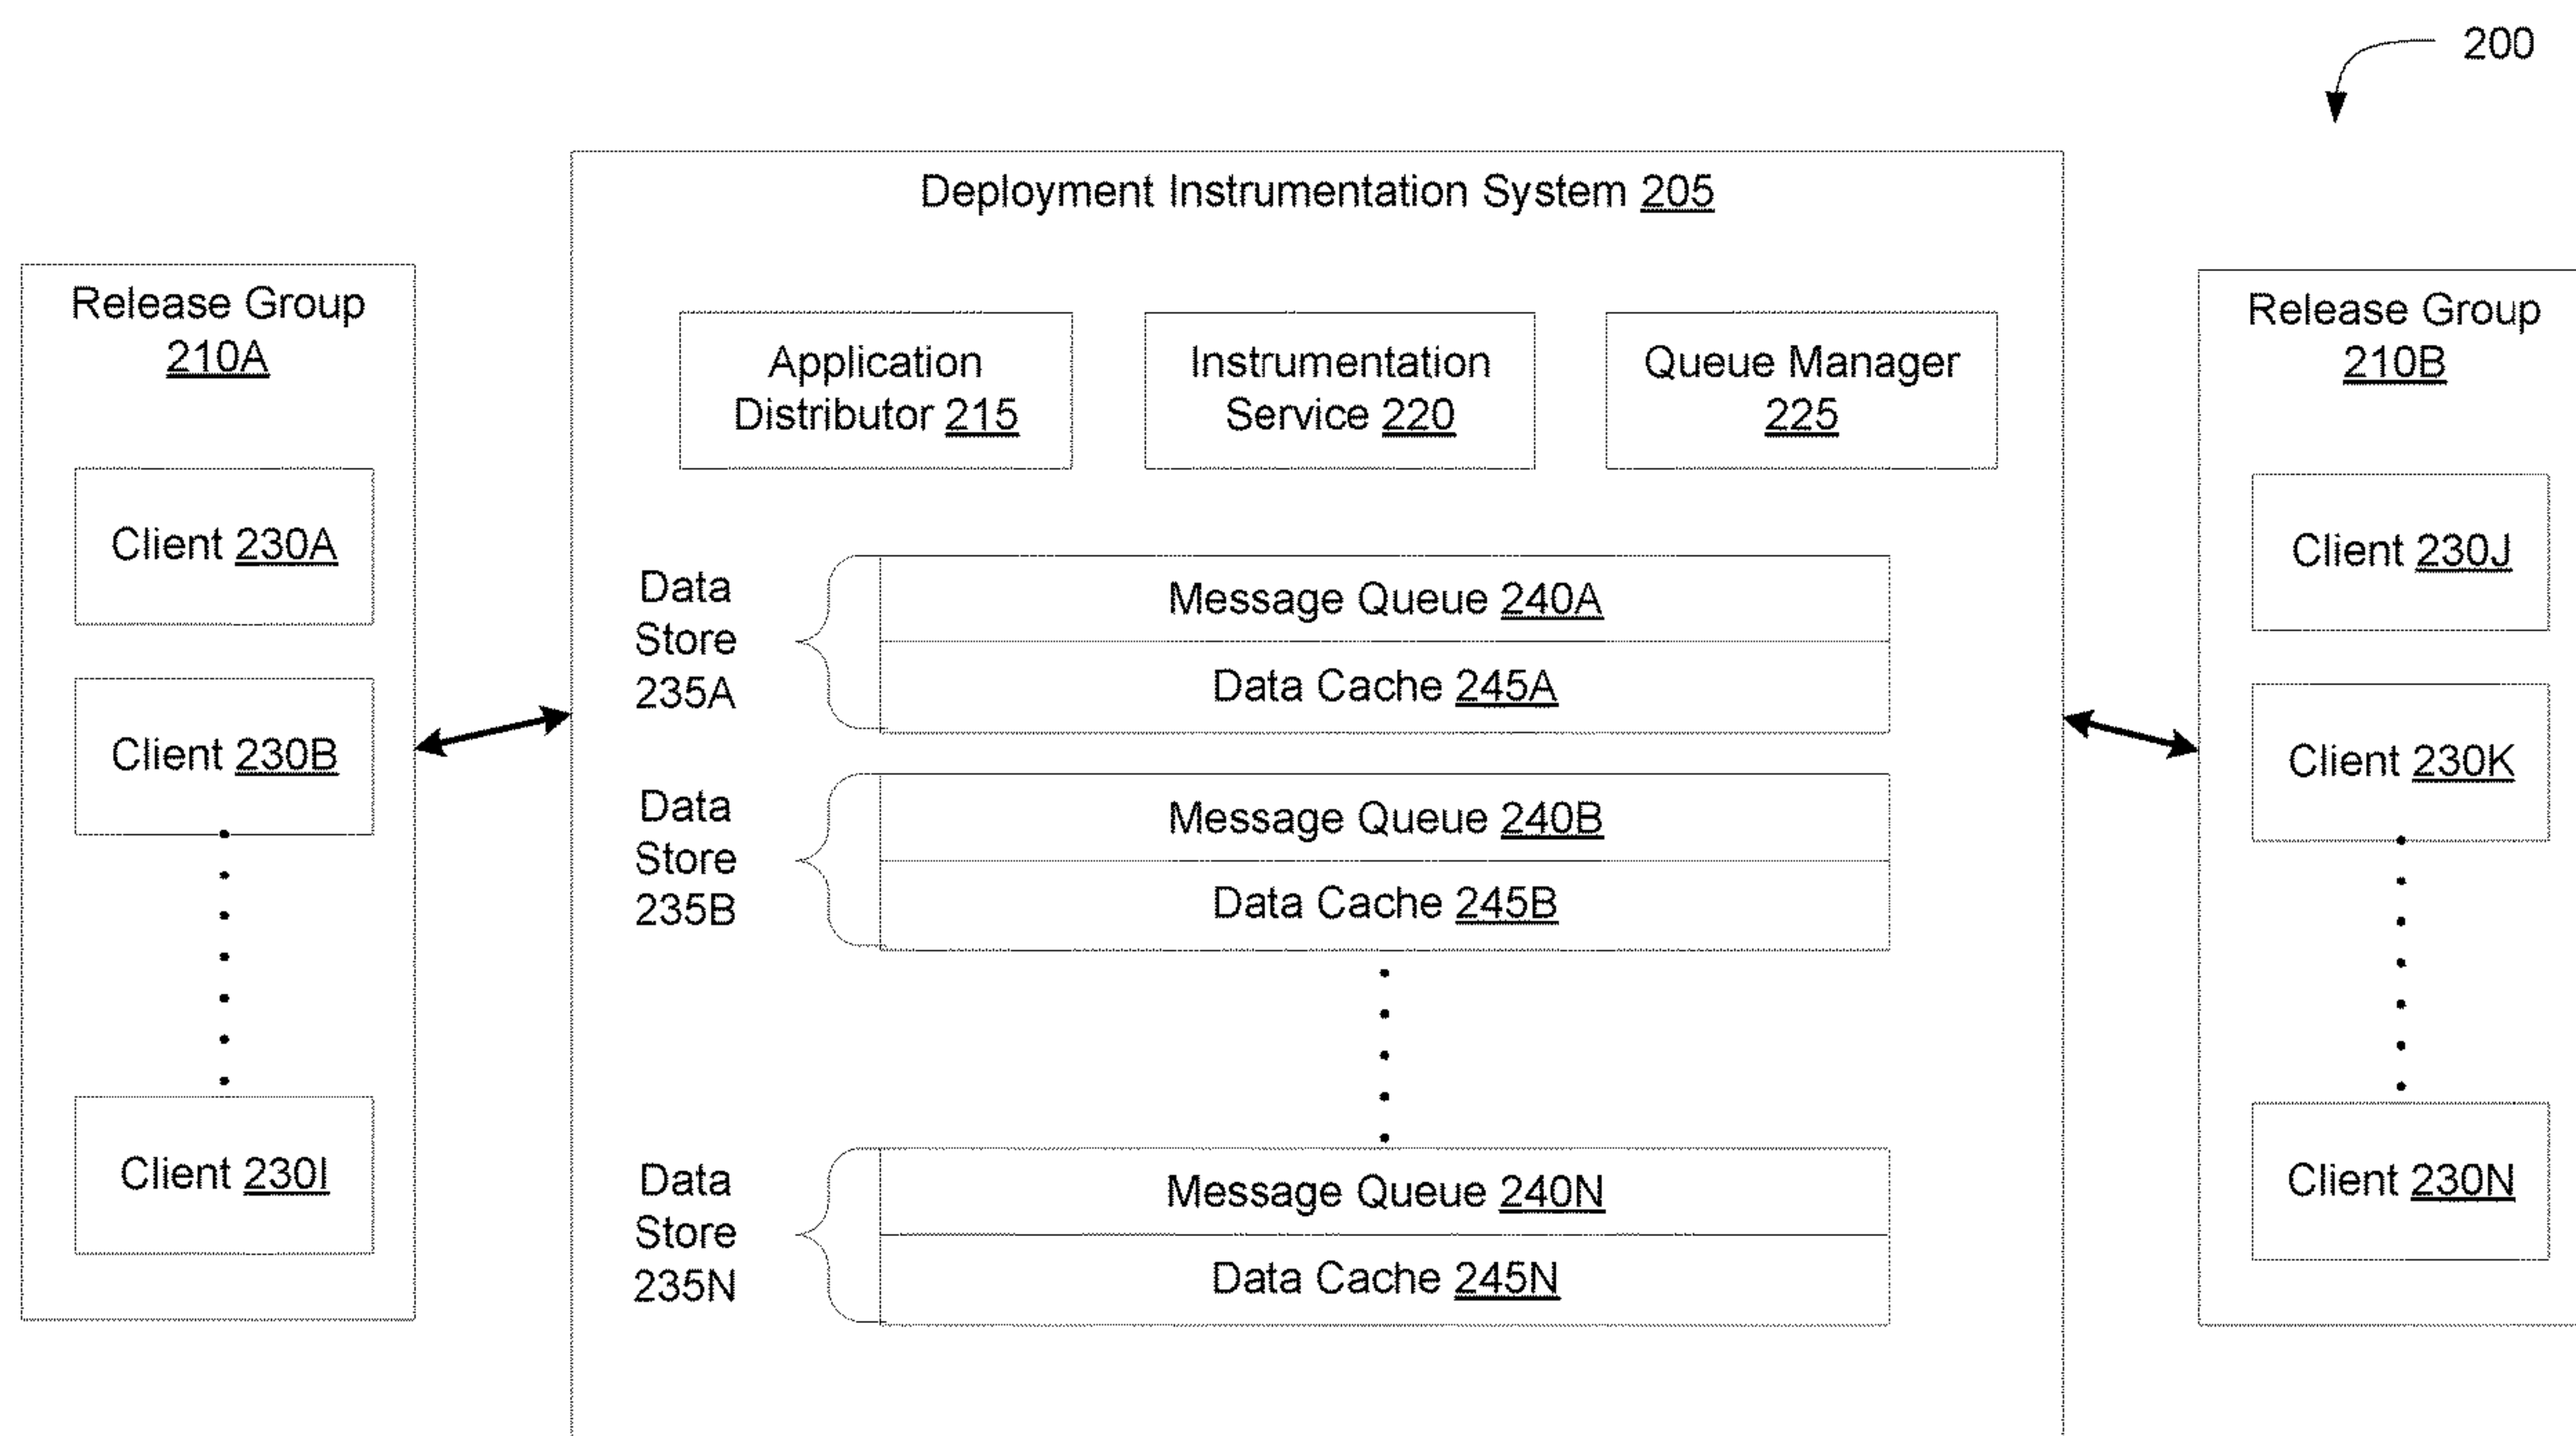 200
Deployment Instrumentation System 205
Release Group
210A
Client 230A
Client 230B
Client 230I
Application
Distributor 215
Instrumentation
Service 220
Queue Manager
225
Data
Store
235A
Message Queue 240A
Data Cache 245A
Data
Store
235B
Message Queue 240B
Data Cache 245B
Data
Store
235N
Message Queue 240N
Data Cache 245N
Release Group
210B
Client 230J
Client 230K
Client 230N